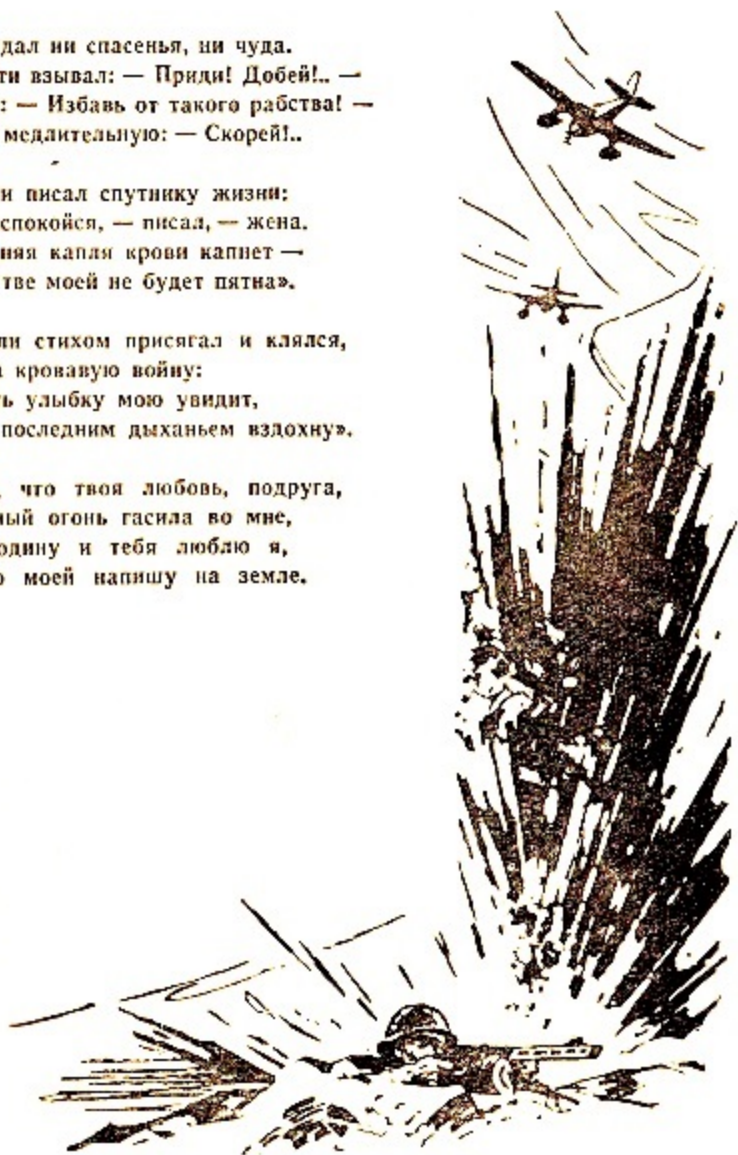 дал ни спасенья, ни чуда.
ти взывал: — Приди! Добей!.. —
: — Избавь от такого рабства! —
медлительную: — Скорей!..
и писал спутнику жизни:
спокойся, — писал, — жена.
няя капля крови капнет —
тве моей не будет пятна».
ли стихом присягал и клялся,
а кровавую войну:
ь улыбку мою увидит,
последним дыханьем вздохну».
, что твоя любовь, подруга,
ный огонь гасила во мне,
одину и тебя люблю я,
о моей напишу на земле.